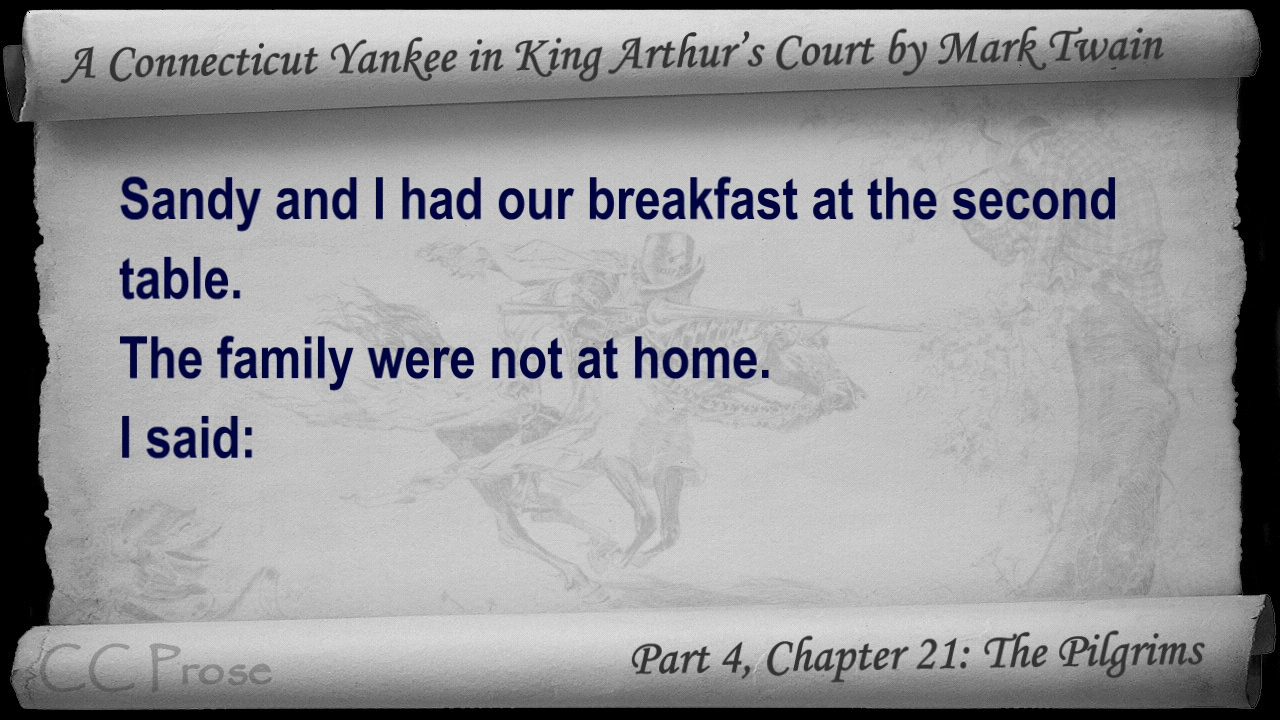 A Connecticut Yankee in King Arthur's Court by Mark Twain
Sandy and I had our breakfast at the second
table.
The family were not at home.
I said:
CC Prose
Part 4, Chapter 21: The Pilgrims